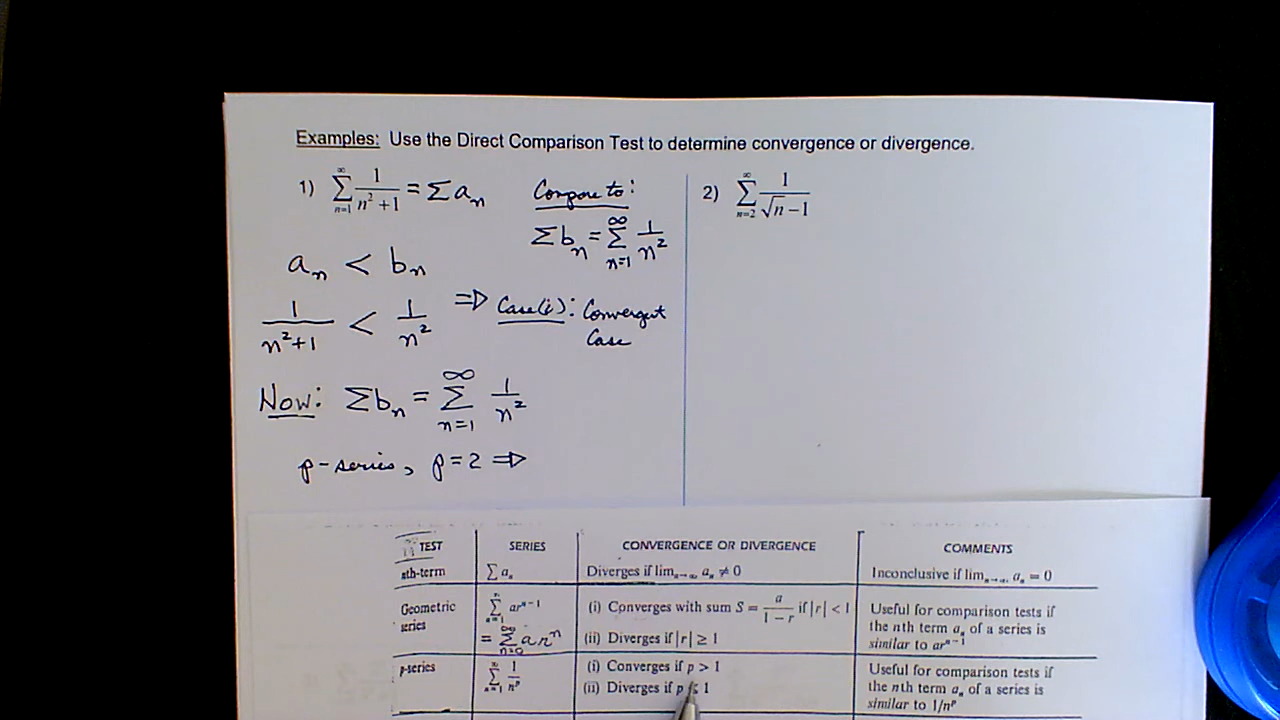 Examples: Use the Direct Comparison Test to determine convergence or divergence.
1) ∑_{n=1}^{∞} 1/(n²+1) = Σ aₙ
Compare to:
Σbₙ = ∑_{n=1}^{∞} 1/n²
aₙ < bₙ
1/(n²+1) < 1/n² ⇒ Case(i): Convergent Case
Now: Σbₙ = ∑_{n=1}^{∞} 1/n²
p-series, p=2 ⇒
2) ∑_{n=2}^{∞} 1/(√n − 1)
TEST SERIES CONVERGENCE OR DIVERGENCE COMMENTS
nth-term ∑ aₙ Diverges if limₙ→∞ aₙ ≠ 0 Inconclusive if limₙ→∞ aₙ = 0
Geometric series ∑_{n=1}^{∞} arⁿ⁻¹ = ∑_{n=0}^{∞} arⁿ
(i) Converges with sum S = a/(1 − r) if |r| < 1
(ii) Diverges if |r| ≥ 1
Useful for comparison tests if
the nth term aₙ of a series is
similar to arⁿ⁻¹
p-series ∑_{n=1}^{∞} 1/nᵖ
(i) Converges if p > 1
(ii) Diverges if p 1
Useful for comparison tests if
the nth term aₙ of a series is
similar to 1/nᵖ